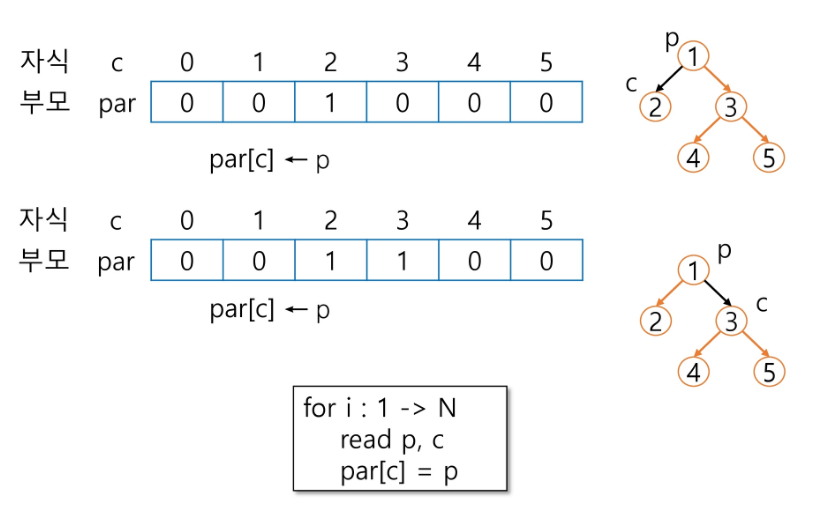 자식 c 0 1 2 3 4 5
부모 par 0 0 1 0 0 0
par[c] ← p
p
1
c
2
3
4
5
자식 c 0 1 2 3 4 5
부모 par 0 0 1 1 0 0
par[c] ← p
p
1
c
2
3
4
5
for i : 1 -> N
read p, c
par[c] = p